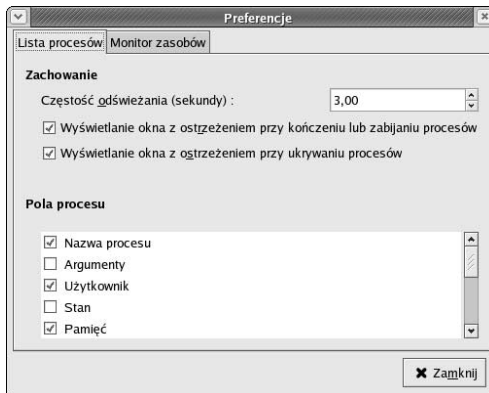 Preferencje
Lista procesów Monitor zasobów
Zachowanie
Częstość odświeżania (sekundy) : 3,00
Wyświetlanie okna z ostrzeżeniem przy kończeniu lub zabijaniu procesów
Wyświetlanie okna z ostrzeżeniem przy ukrywaniu procesów
Pola procesu
Nazwa procesu
Argumenty
Użytkownik
Stan
Pamięć
Zamknij